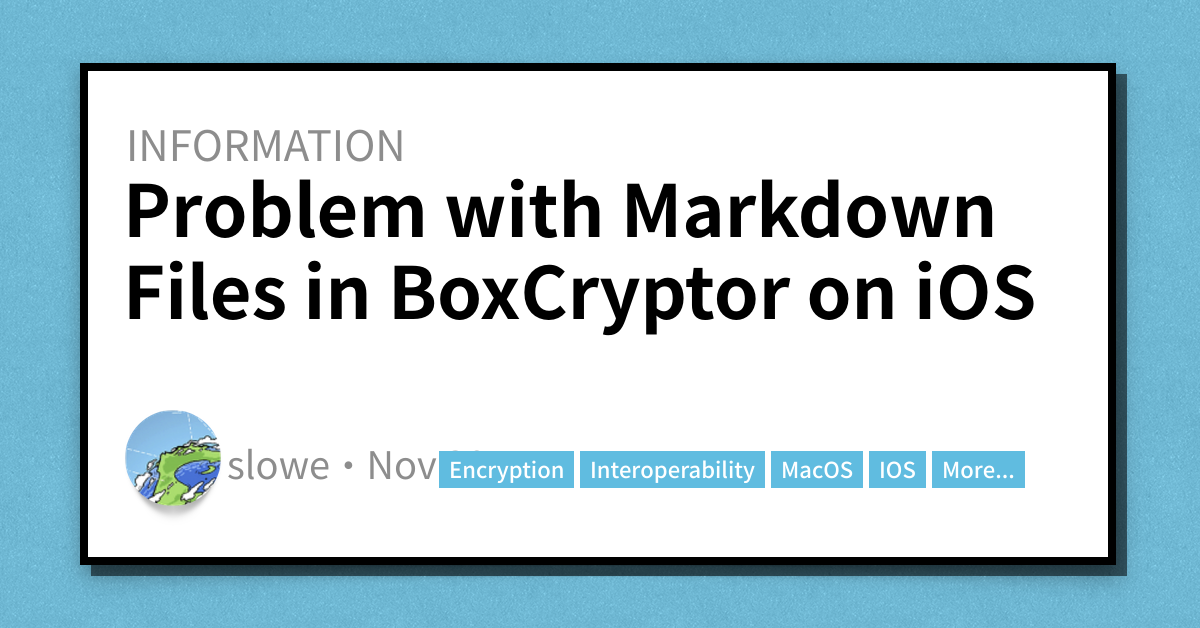 INFORMATION
Problem with Markdown
Files in BoxCryptor on iOS
slowe • Nov
Encryption Interoperability MacOS IOS More...